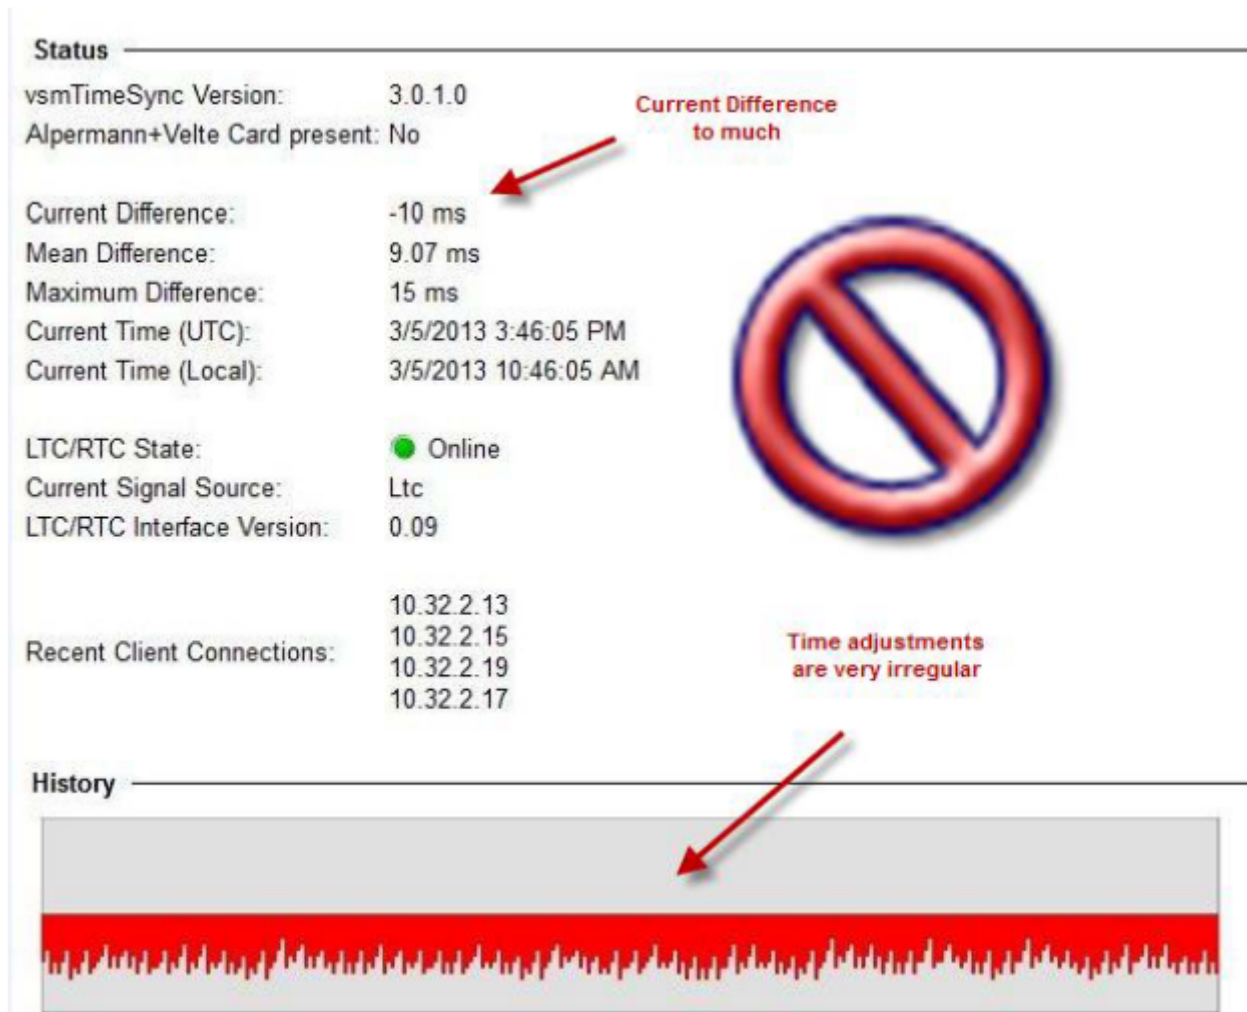 Status
vsmTimeSync Version: 3.0.1.0
Current Difference
to much
Alpermann+Velte Card present: No
Current Difference: -10 ms
Mean Difference: 9.07 ms
Maximum Difference: 15 ms
Current Time (UTC): 3/5/2013 3:46:05 PM
Current Time (Local): 3/5/2013 10:46:05 AM
LTC/RTC State: Online
Current Signal Source: Ltc
LTC/RTC Interface Version: 0.09
Recent Client Connections:
10.32.2.13
10.32.2.15
10.32.2.19
10.32.2.17
Time adjustments
are very irregular
History